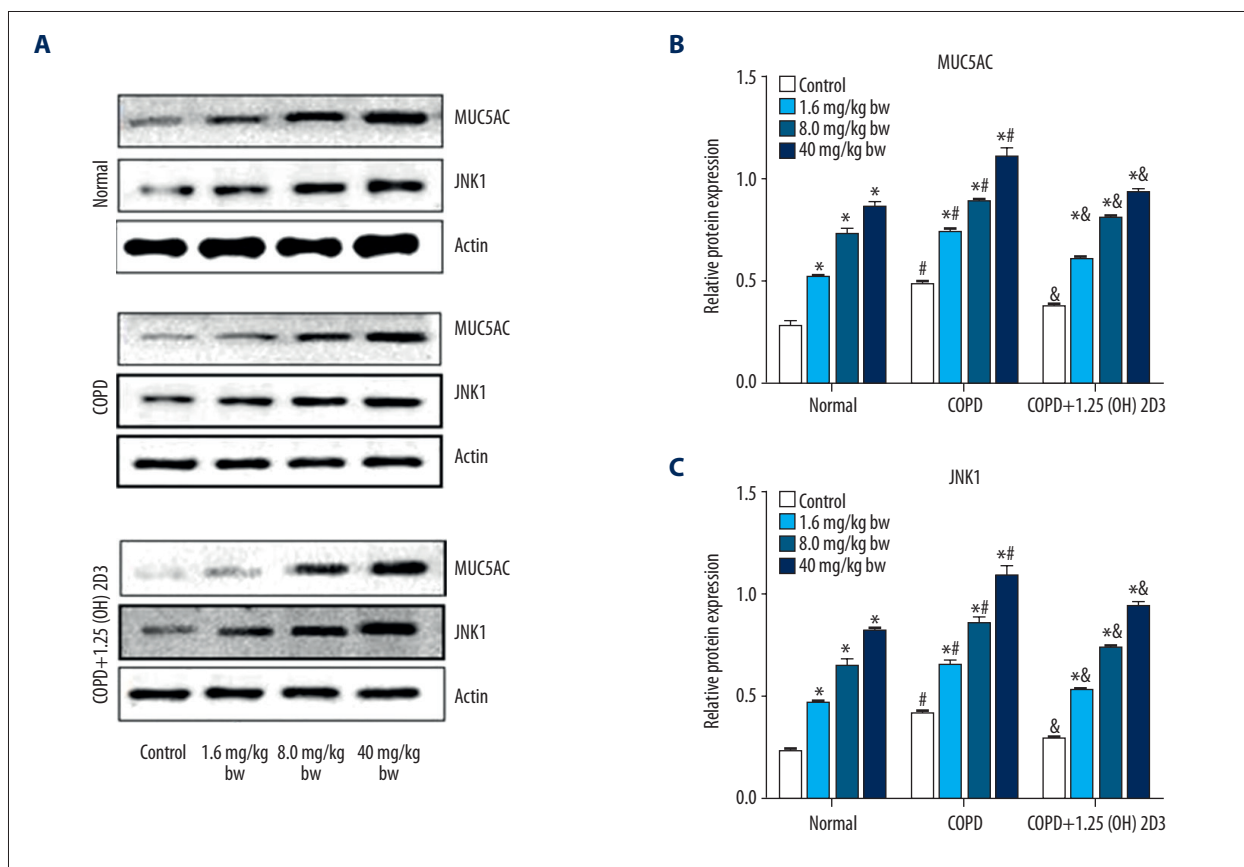 A
Normal
MUC5AC
JNK1
Actin
COPD
MUC5AC
JNK1
Actin
COPD+1.25 (OH) 2D3
MUC5AC
JNK1
Actin
Control 1.6 mg/kg 8.0 mg/kg 40 mg/kg
bw bw bw
B
MUC5AC
Relative protein expression
1.5
1.0
0.5
0.0
Control
1.6 mg/kg bw
8.0 mg/kg bw
40 mg/kg bw
* * *
# *# *# *#
& *& *& *&
Normal COPD COPD+1.25 (OH) 2D3
C
JNK1
Relative protein expression
1.5
1.0
0.5
0.0
Control
1.6 mg/kg bw
8.0 mg/kg bw
40 mg/kg bw
* * *
# *# *# *#
& *& *& *&
Normal COPD COPD+1.25 (OH) 2D3